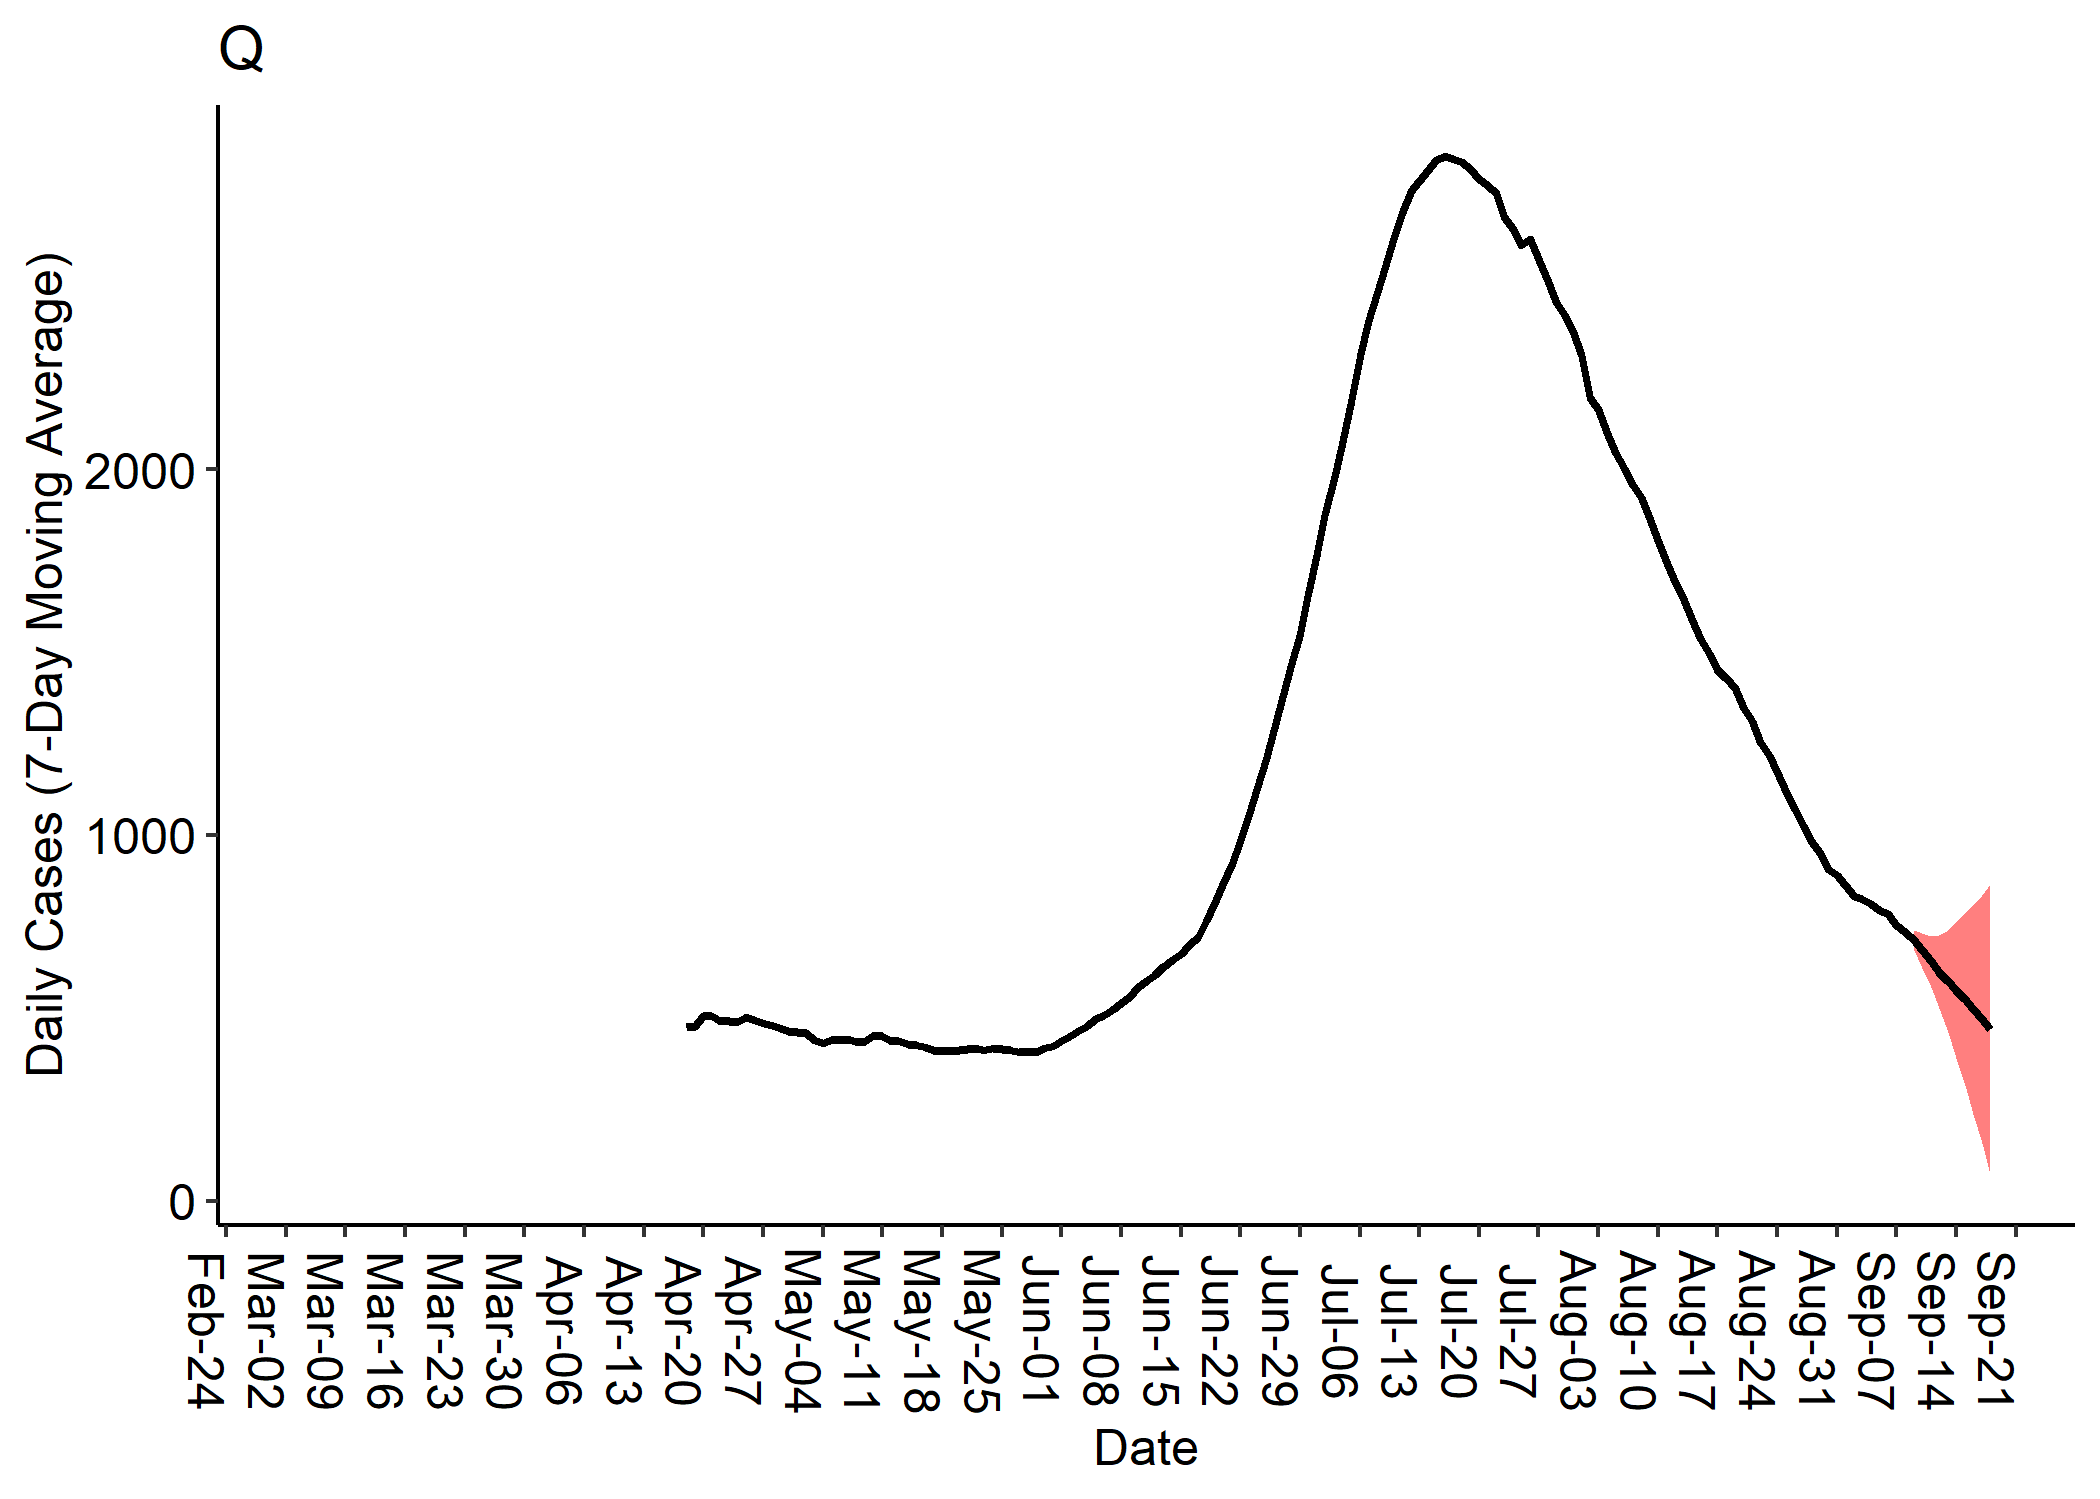 Q
Daily Cases (7-Day Moving Average)
2000
1000
0
Feb-24
Mar-02
Mar-09
Mar-16
Mar-23
Mar-30
Apr-06
Apr-13
Apr-20
Apr-27
May-04
May-11
May-18
May-25
Jun-01
Jun-08
Jun-15
Jun-22
Jun-29
Jul-06
Jul-13
Jul-20
Jul-27
Aug-03
Aug-10
Aug-17
Aug-24
Aug-31
Sep-07
Sep-14
Sep-21
Date